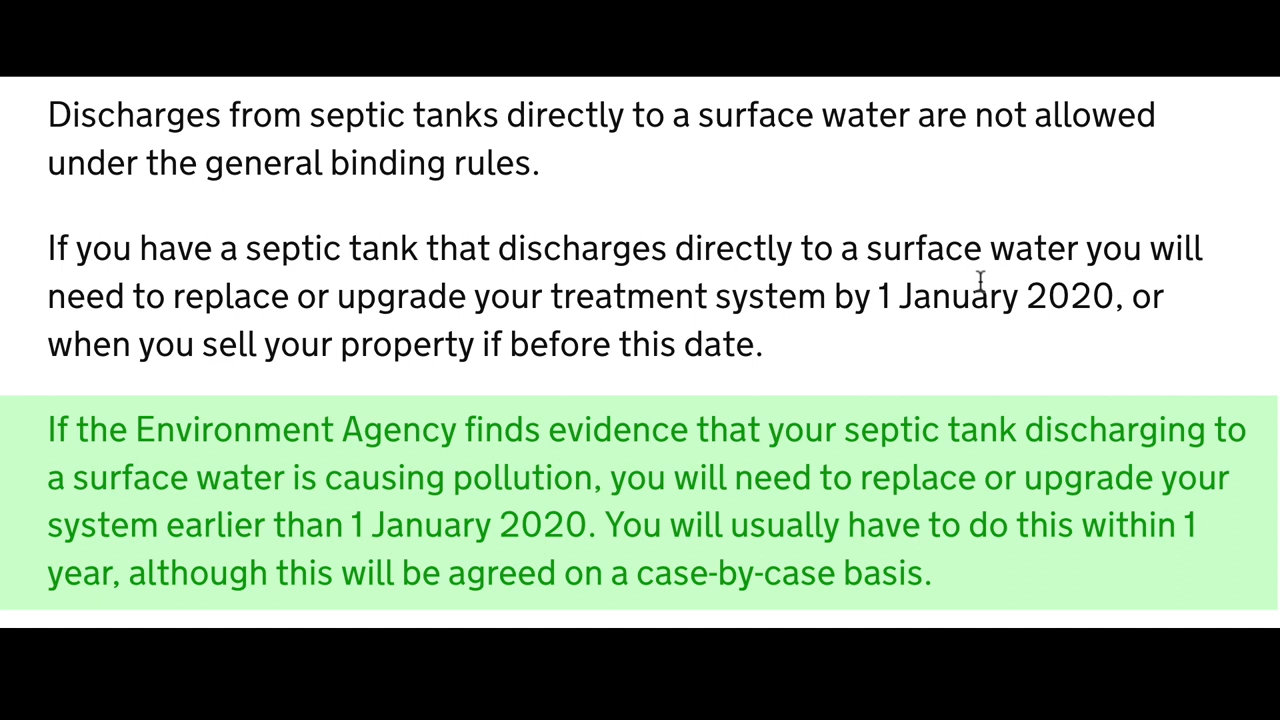 Discharges from septic tanks directly to a surface water are not allowed
under the general binding rules.
If you have a septic tank that discharges directly to a surface water you will
need to replace or upgrade your treatment system by 1 January 2020, or
when you sell your property if before this date.
If the Environment Agency finds evidence that your septic tank discharging to
a surface water is causing pollution, you will need to replace or upgrade your
system earlier than 1 January 2020. You will usually have to do this within 1
year, although this will be agreed on a case-by-case basis.